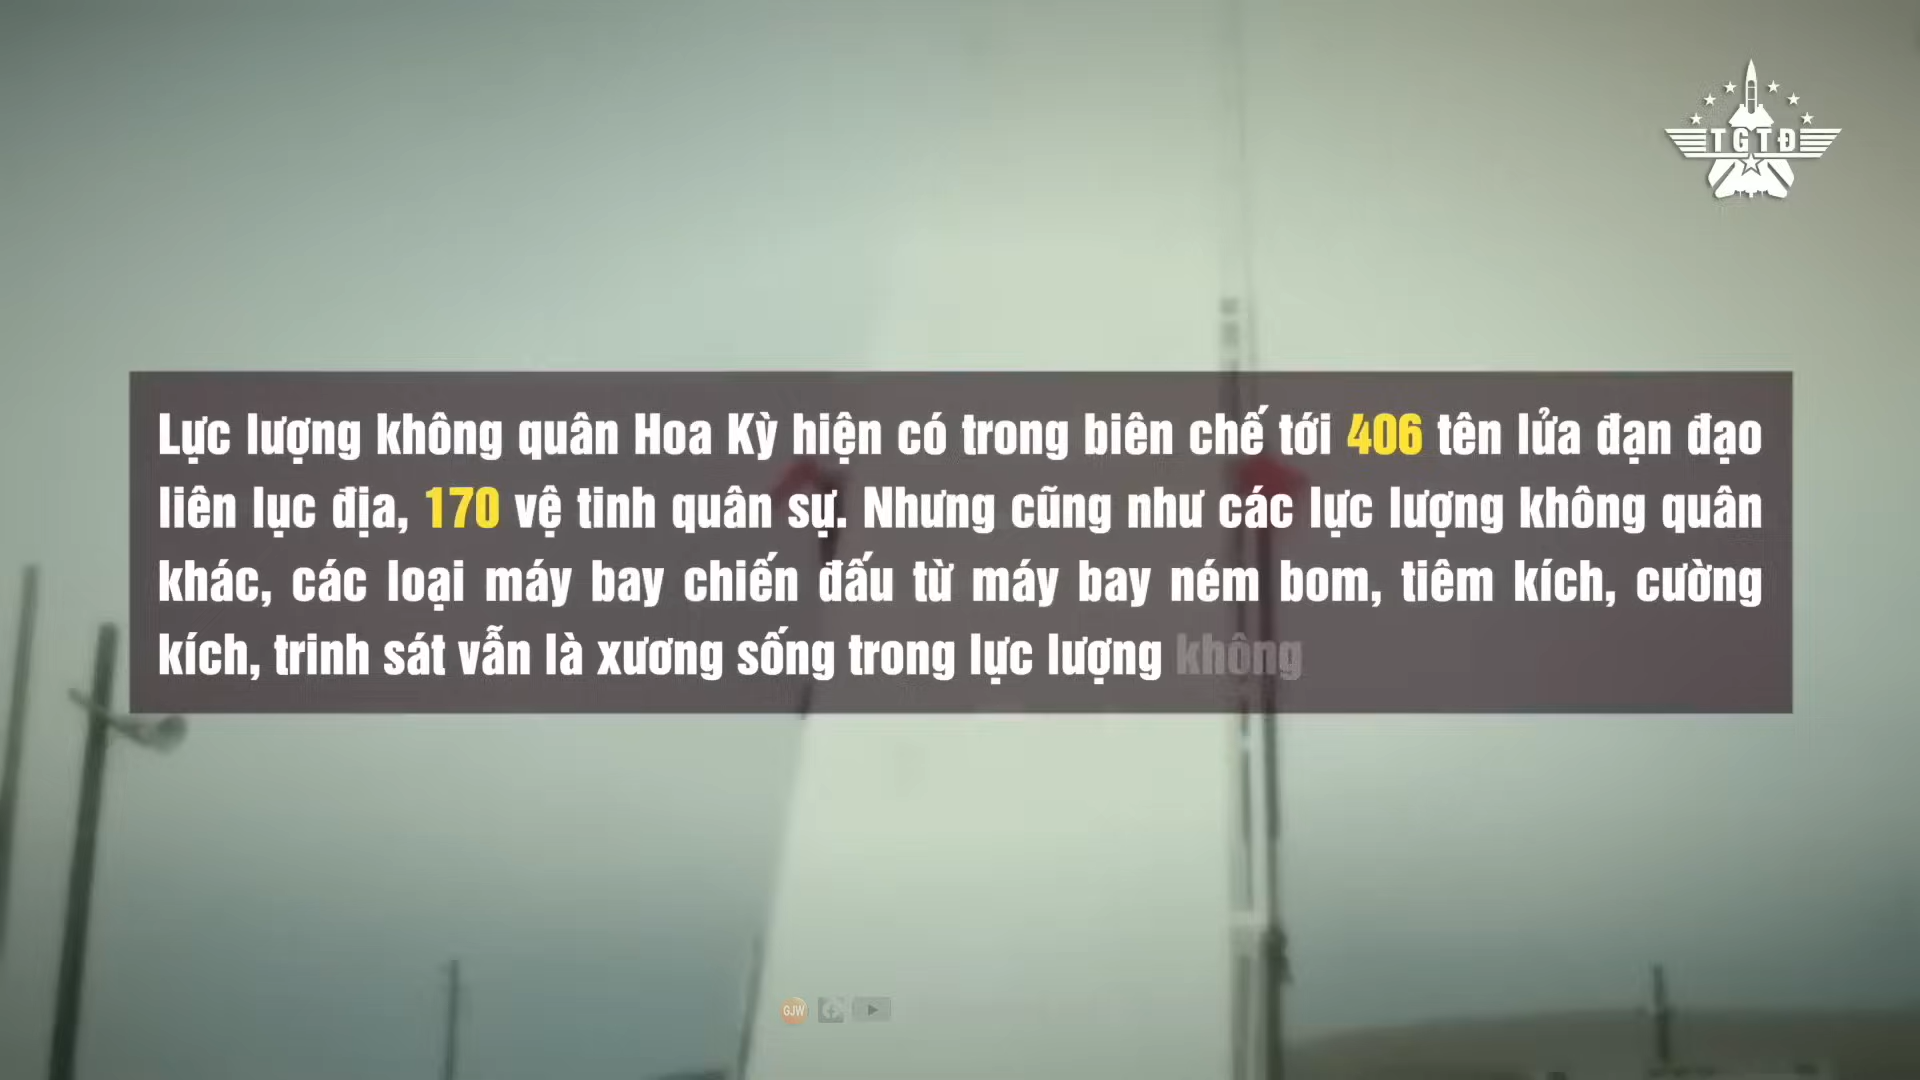 TGTĐ
Lực lượng không quân Hoa Kỳ hiện có trong biên chế tới 406 tên lửa đạn đạo
liên lục địa, 170 vệ tinh quân sự. Nhưng cũng như các lực lượng không quân
khác, các loại máy bay chiến đấu từ máy bay ném bom, tiêm kích, cường
kích, trinh sát vẫn là xương sống trong lực lượng không
GJW